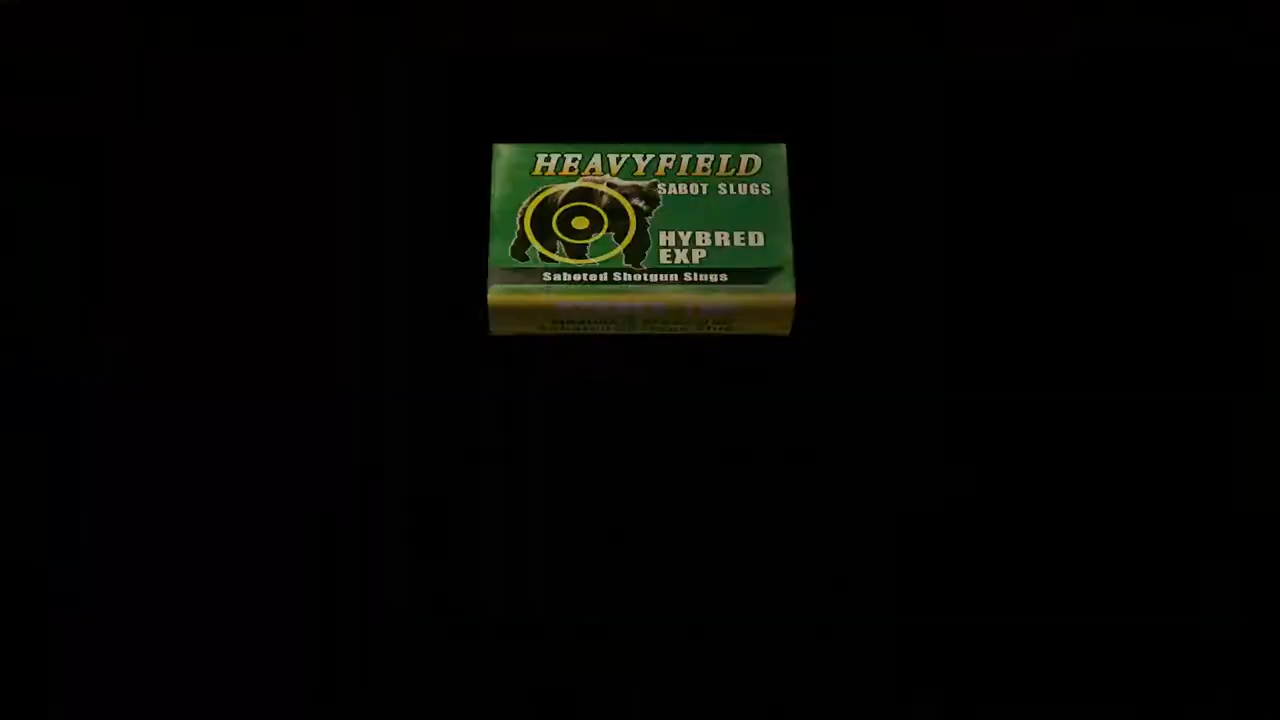 HEAVYFIELD
SABOT SLUGS
HYBRED
EXP
Saboted Shotgun Slugs